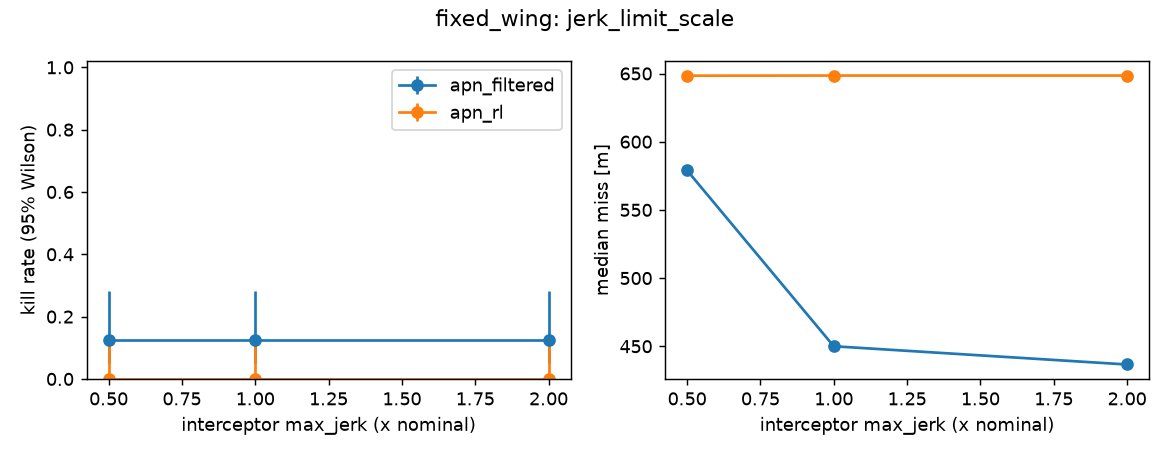 fixed_wing: jerk_limit_scale
kill rate (95% Wilson)
1.0
0.8
0.6
0.4
0.2
0.0
apn_filtered
apn_rl
0.50 0.75 1.00 1.25 1.50 1.75 2.00
interceptor max_jerk (x nominal)
median miss [m]
650
600
550
500
450
0.50 0.75 1.00 1.25 1.50 1.75 2.00
interceptor max_jerk (x nominal)